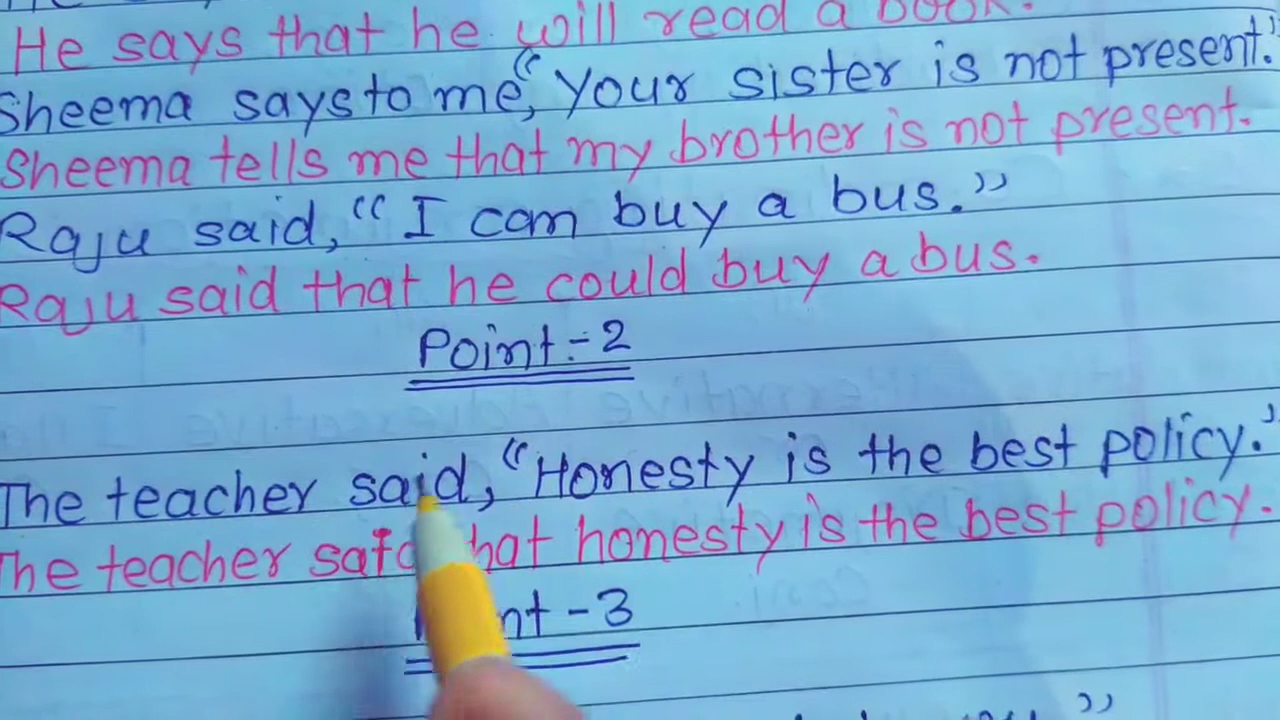 He says that he will read a book.
Sheema says to me, “your sister is not present.”
Sheema tells me that my brother is not present.
Raju said, “I can buy a bus.”
Raju said that he could buy a bus.
Point:-2
The teacher said, “Honesty is the best policy.”
The teacher said that honesty is the best policy.
Point-3